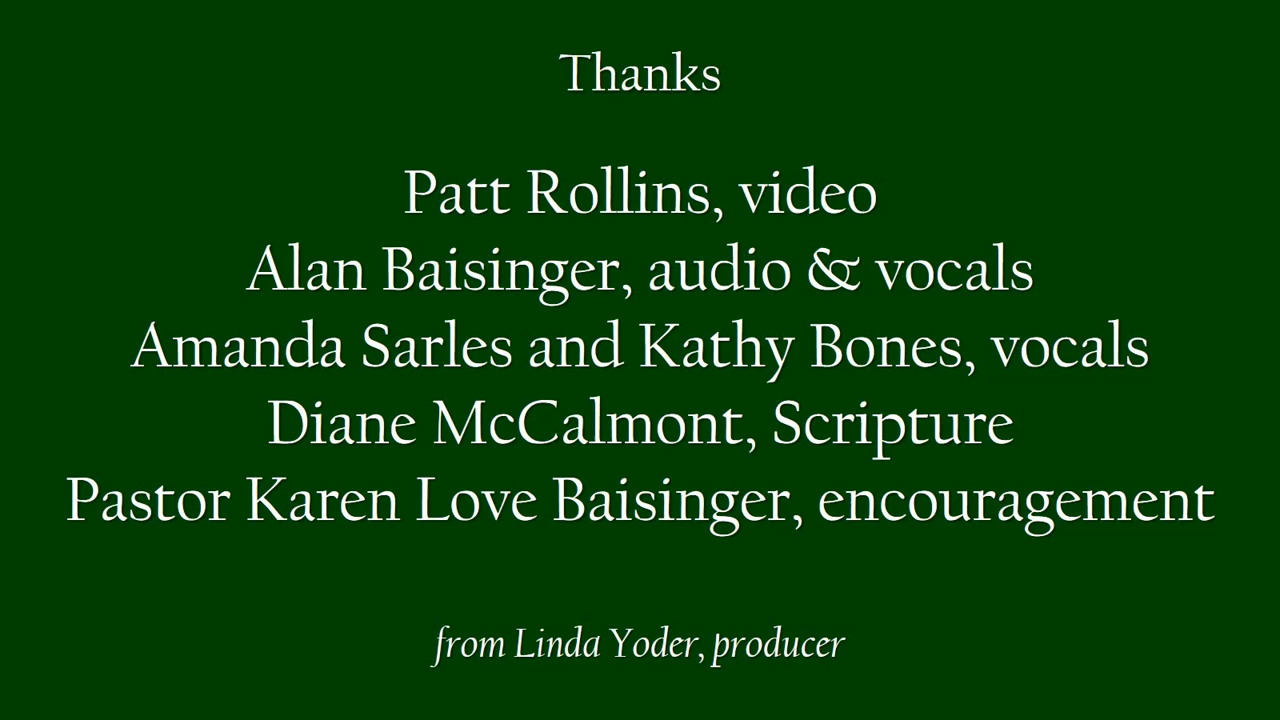 Thanks
Patt Rollins, video
Alan Baisinger, audio & vocals
Amanda Sarles and Kathy Bones, vocals
Diane McCalmont, Scripture
Pastor Karen Love Baisinger, encouragement
from Linda Yoder, producer